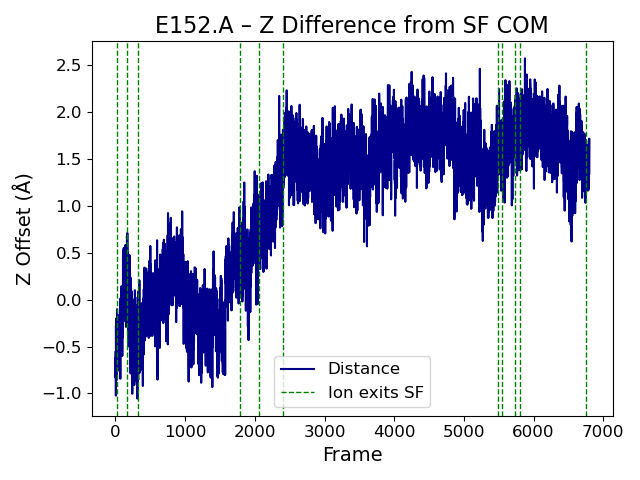 E152.A – Z Difference from SF COM
Z Offset (Å)
2.5
2.0
1.5
1.0
0.5
0.0
−0.5
−1.0
Distance
Ion exits SF
0 1000 2000 3000 4000 5000 6000 7000
Frame